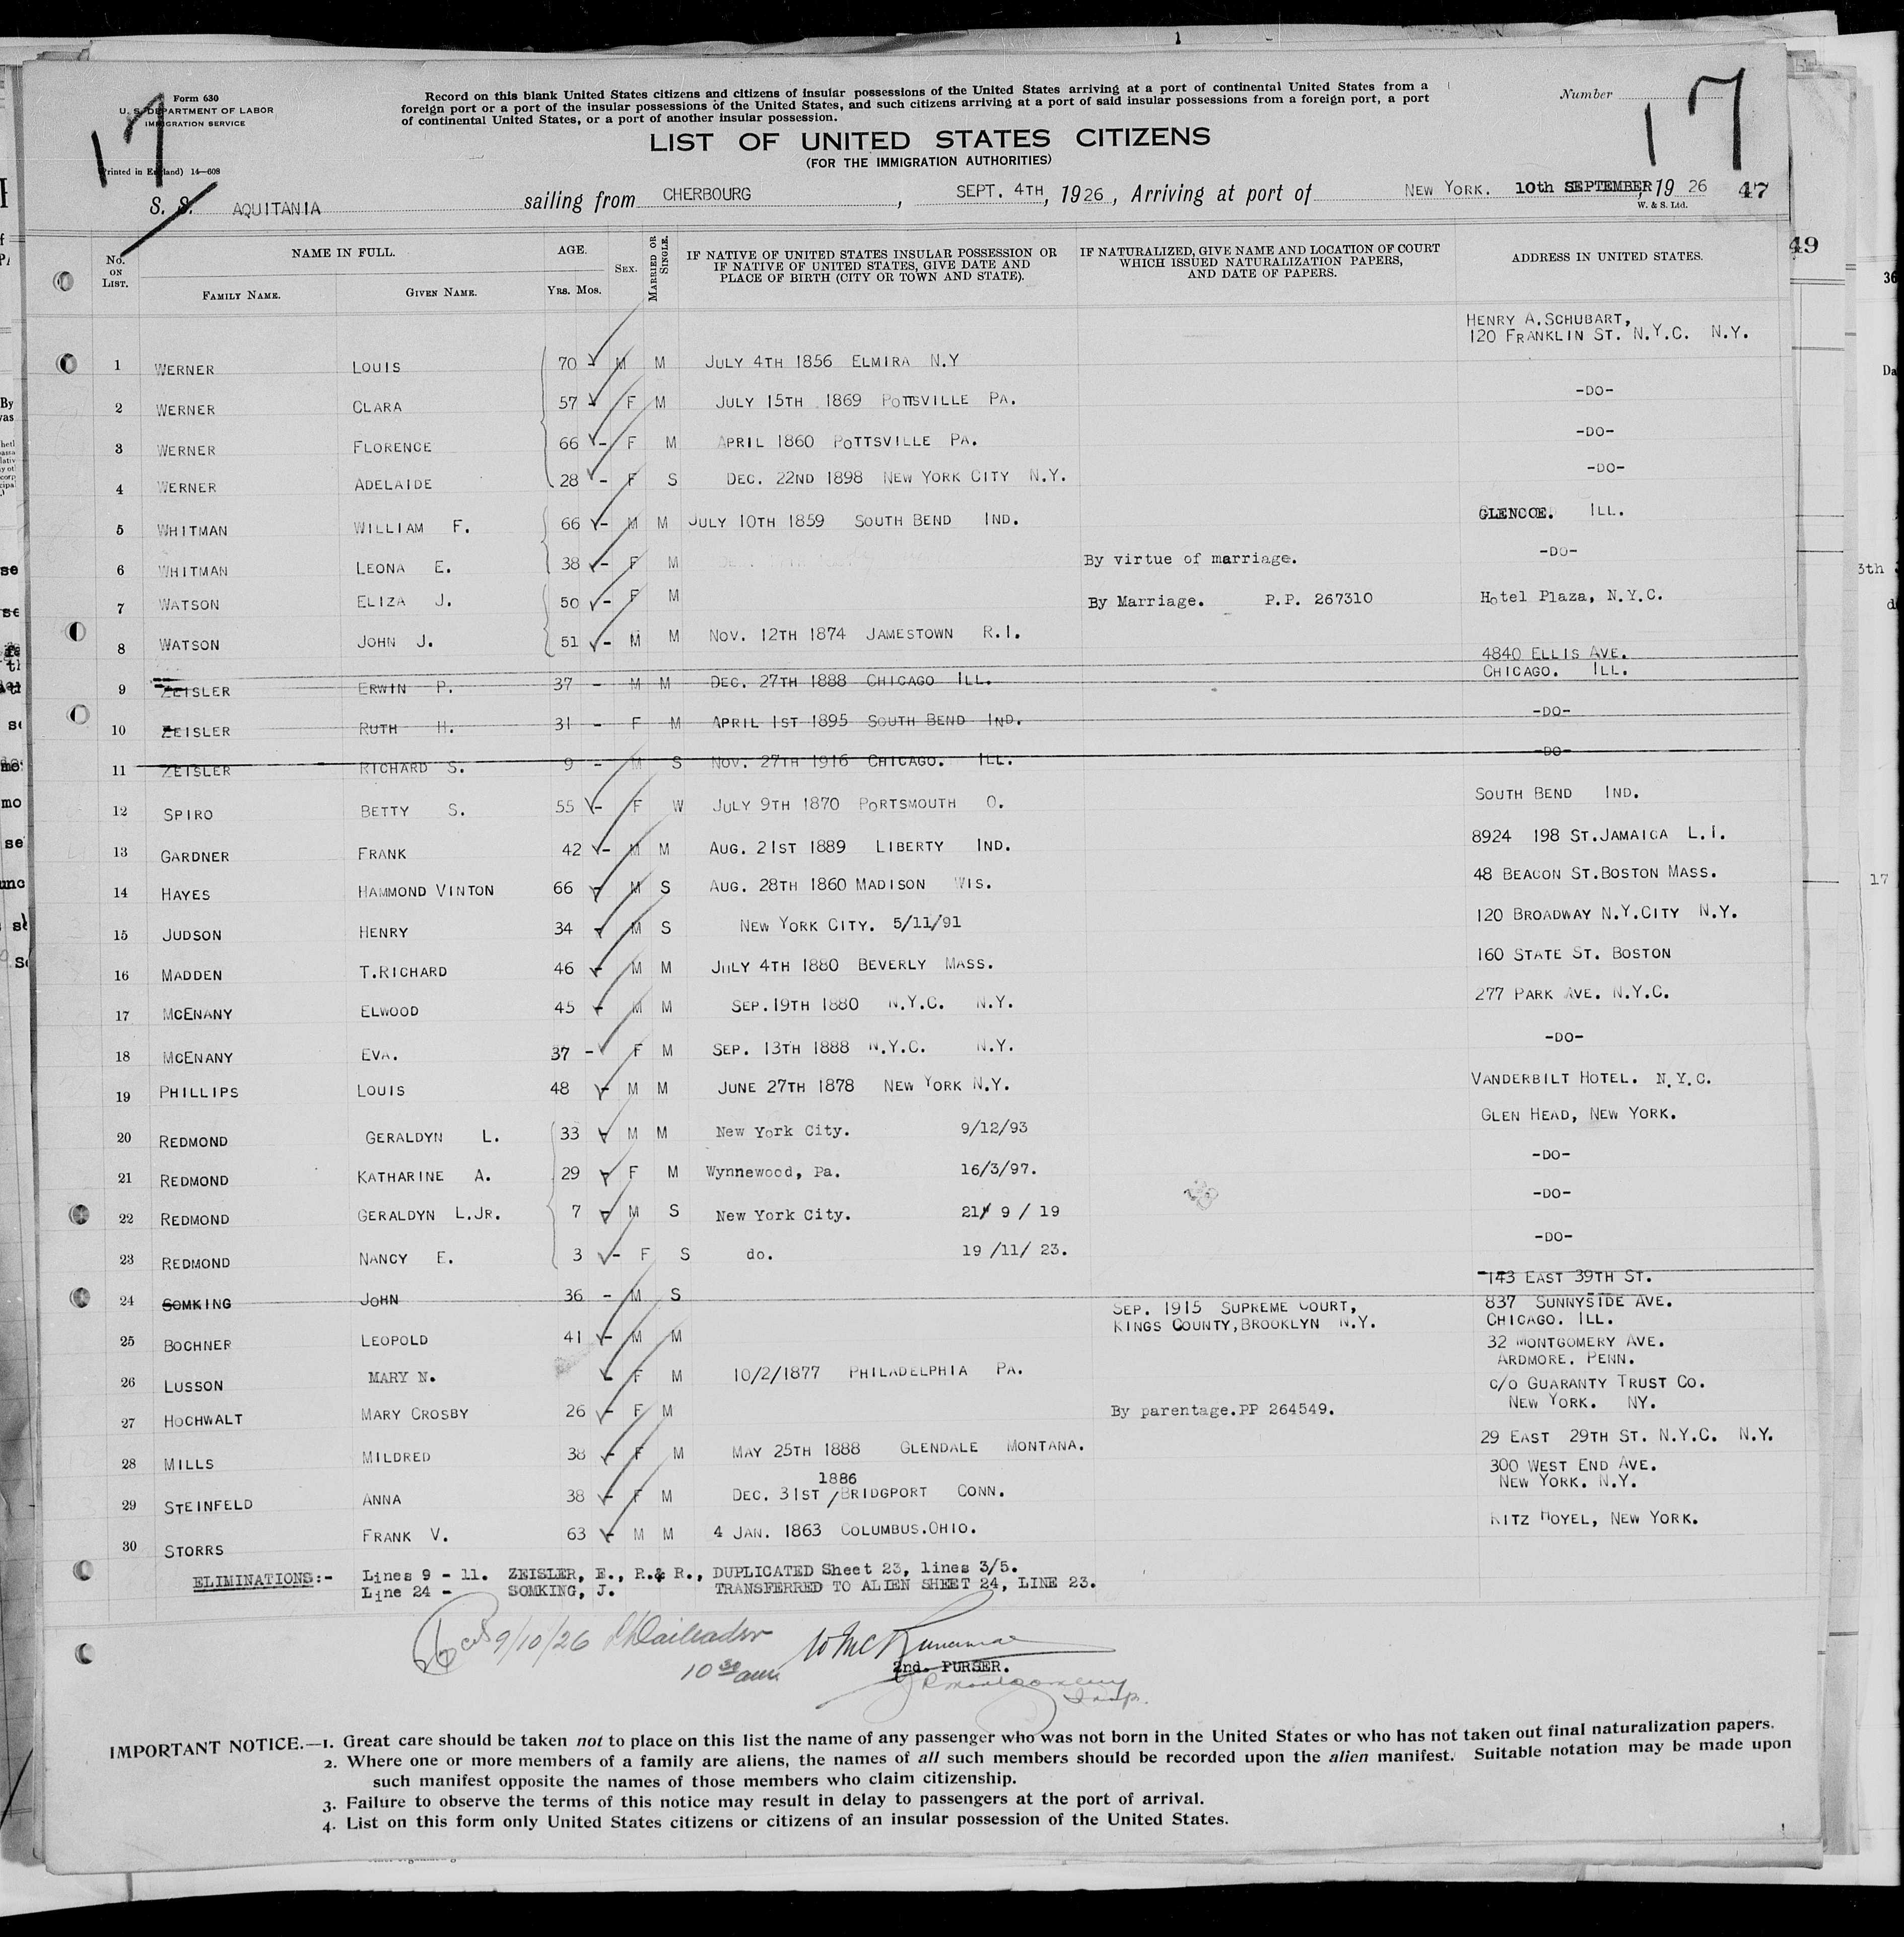 Form 630
U. S. DEPARTMENT OF LABOR
IMMIGRATION SERVICE
(Printed in England) 14—608
17
Record on this blank United States citizens and citizens of insular possessions of the United States arriving at a port of continental United States from a
foreign port or a port of the insular possessions of the United States, and such citizens arriving at a port of said insular possessions from a foreign port, a port
of continental United States, or a port of another insular possession.
Number
17
LIST OF UNITED STATES CITIZENS
(FOR THE IMMIGRATION AUTHORITIES)
S. S. AQUITANIA sailing from CHERBOURG, SEPT. 4TH, 1926, Arriving at port of NEW YORK. 10th SEPTEMBER, 19 26 47
W. & S. Ltd.
No. ON LIST. NAME IN FULL. FAMILY NAME. GIVEN NAME. AGE. YRS. MOS. SEX. MARRIED OR SINGLE. IF NATIVE OF UNITED STATES INSULAR POSSESSION OR IF NATIVE OF UNITED STATES, GIVE DATE AND PLACE OF BIRTH (CITY OR TOWN AND STATE). IF NATURALIZED, GIVE NAME AND LOCATION OF COURT WHICH ISSUED NATURALIZATION PAPERS, AND DATE OF PAPERS. ADDRESS IN UNITED STATES.
HENRY A.SCHUBART,
120 FRANKLIN ST. N.Y.C. N.Y.
1 WERNER LOUIS 70 - M M JULY 4TH 1856 ELMIRA N.Y
2 WERNER CLARA 57 - F M JULY 15TH 1869 POTTSVILLE PA. -DO-
3 WERNER FLORENCE 66 - F M APRIL 1860 POTTSVILLE PA. -DO-
4 WERNER ADELAIDE 28 - F S DEC. 22ND 1898 NEW YORK CITY N.Y. -DO-
5 WHITMAN WILLIAM F. 66 - M M JULY 10TH 1859 SOUTH BEND IND. GLENCOE. ILL.
6 WHITMAN LEONA E. 38 - F M By virtue of marriage. -DO-
7 WATSON ELIZA J. 50 - F M By Marriage. P.P. 267310 Hotel Plaza, N.Y.C.
8 WATSON JOHN J. 51 - M M NOV. 12TH 1874 JAMESTOWN R.I.
4840 ELLIS AVE.
CHICAGO. ILL.
9 ZEISLER ERWIN P. 37 - M M DEC. 27TH 1888 CHICAGO ILL.
10 ZEISLER RUTH H. 31 - F M APRIL 1ST 1895 SOUTH BEND IND. -DO-
11 ZEISLER RICHARD S. 9 - M S NOV. 27TH 1916 CHICAGO. ILL. -DO-
12 SPIRO BETTY S. 55 - F W JULY 9TH 1870 PORTSMOUTH O. SOUTH BEND IND.
13 GARDNER FRANK 42 - M M AUG. 21ST 1889 LIBERTY IND. 8924 198 ST.JAMAICA L.I.
14 HAYES HAMMOND VINTON 66 - M S AUG. 28TH 1860 MADISON WIS. 48 BEACON ST.BOSTON MASS.
15 JUDSON HENRY 34 - M S NEW YORK CITY. 5/11/91 120 BROADWAY N.Y.CITY N.Y.
16 MADDEN T.RICHARD 46 - M M JULY 4TH 1880 BEVERLY MASS. 160 STATE ST. BOSTON
17 MCENANY ELWOOD 45 - M M SEP.19TH 1880 N.Y.C. N.Y. 277 PARK AVE. N.Y.C.
18 MCENANY EVA. 37 - F M SEP. 13TH 1888 N.Y.C. N.Y. -DO-
19 PHILLIPS LOUIS 48 - M M JUNE 27TH 1878 NEW YORK N.Y. VANDERBILT HOTEL. N.Y.C.
20 REDMOND GERALDYN L. 33 - M M New York City. 9/12/93 GLEN HEAD, NEW YORK.
21 REDMOND KATHARINE A. 29 - F M Wynnewood, Pa. 16/3/97. -DO-
22 REDMOND GERALDYN L.JR. 7 - M S New York City. 21/ 9 / 19 -DO-
23 REDMOND NANCY E. 3 - F S do. 19 /11/ 23. -DO-
24 SOMKING JOHN 36 - M S 143 EAST 39TH ST.
25 BOCHNER LEOPOLD 41 - M M SEP. 1915 SUPREME COURT, KINGS COUNTY,BROOKLYN N.Y. 837 SUNNYSIDE AVE. CHICAGO. ILL.
26 LUSSON MARY N. - F M 10/2/1877 PHILADELPHIA PA. 32 MONTGOMERY AVE. ARDMORE. PENN.
27 HOCHWALT MARY CROSBY 26 - F M By parentage.PP 264549. C/O GUARANTY TRUST CO. NEW YORK. NY.
28 MILLS MILDRED 38 - F M MAY 25TH 1888 GLENDALE MONTANA. 29 EAST 29TH ST. N.Y.C. N.Y.
29 STEINFELD ANNA 38 - F M DEC. 31ST / 1886 BRIDGPORT CONN. 300 WEST END AVE. NEW YORK. N.Y.
30 STORRS FRANK V. 63 - M M 4 JAN. 1863 COLUMBUS.OHIO. RITZ HOYEL, NEW YORK.
ELIMINATIONS:- Lines 9 - 11. ZEISLER, E., R.& R., DUPLICATED Sheet 23, lines 3/5.
Line 24 - SOMKING, J. TRANSFERRED TO ALIEN SHEET 24, LINE 23.
26 9/10/26
10 30 am.
2nd. PURSER.
Montgomery
Insp.
IMPORTANT NOTICE.—1. Great care should be taken not to place on this list the name of any passenger who was not born in the United States or who has not taken out final naturalization papers.
2. Where one or more members of a family are aliens, the names of all such members should be recorded upon the alien manifest. Suitable notation may be made upon
such manifest opposite the names of those members who claim citizenship.
3. Failure to observe the terms of this notice may result in delay to passengers at the port of arrival.
4. List on this form only United States citizens or citizens of an insular possession of the United States.